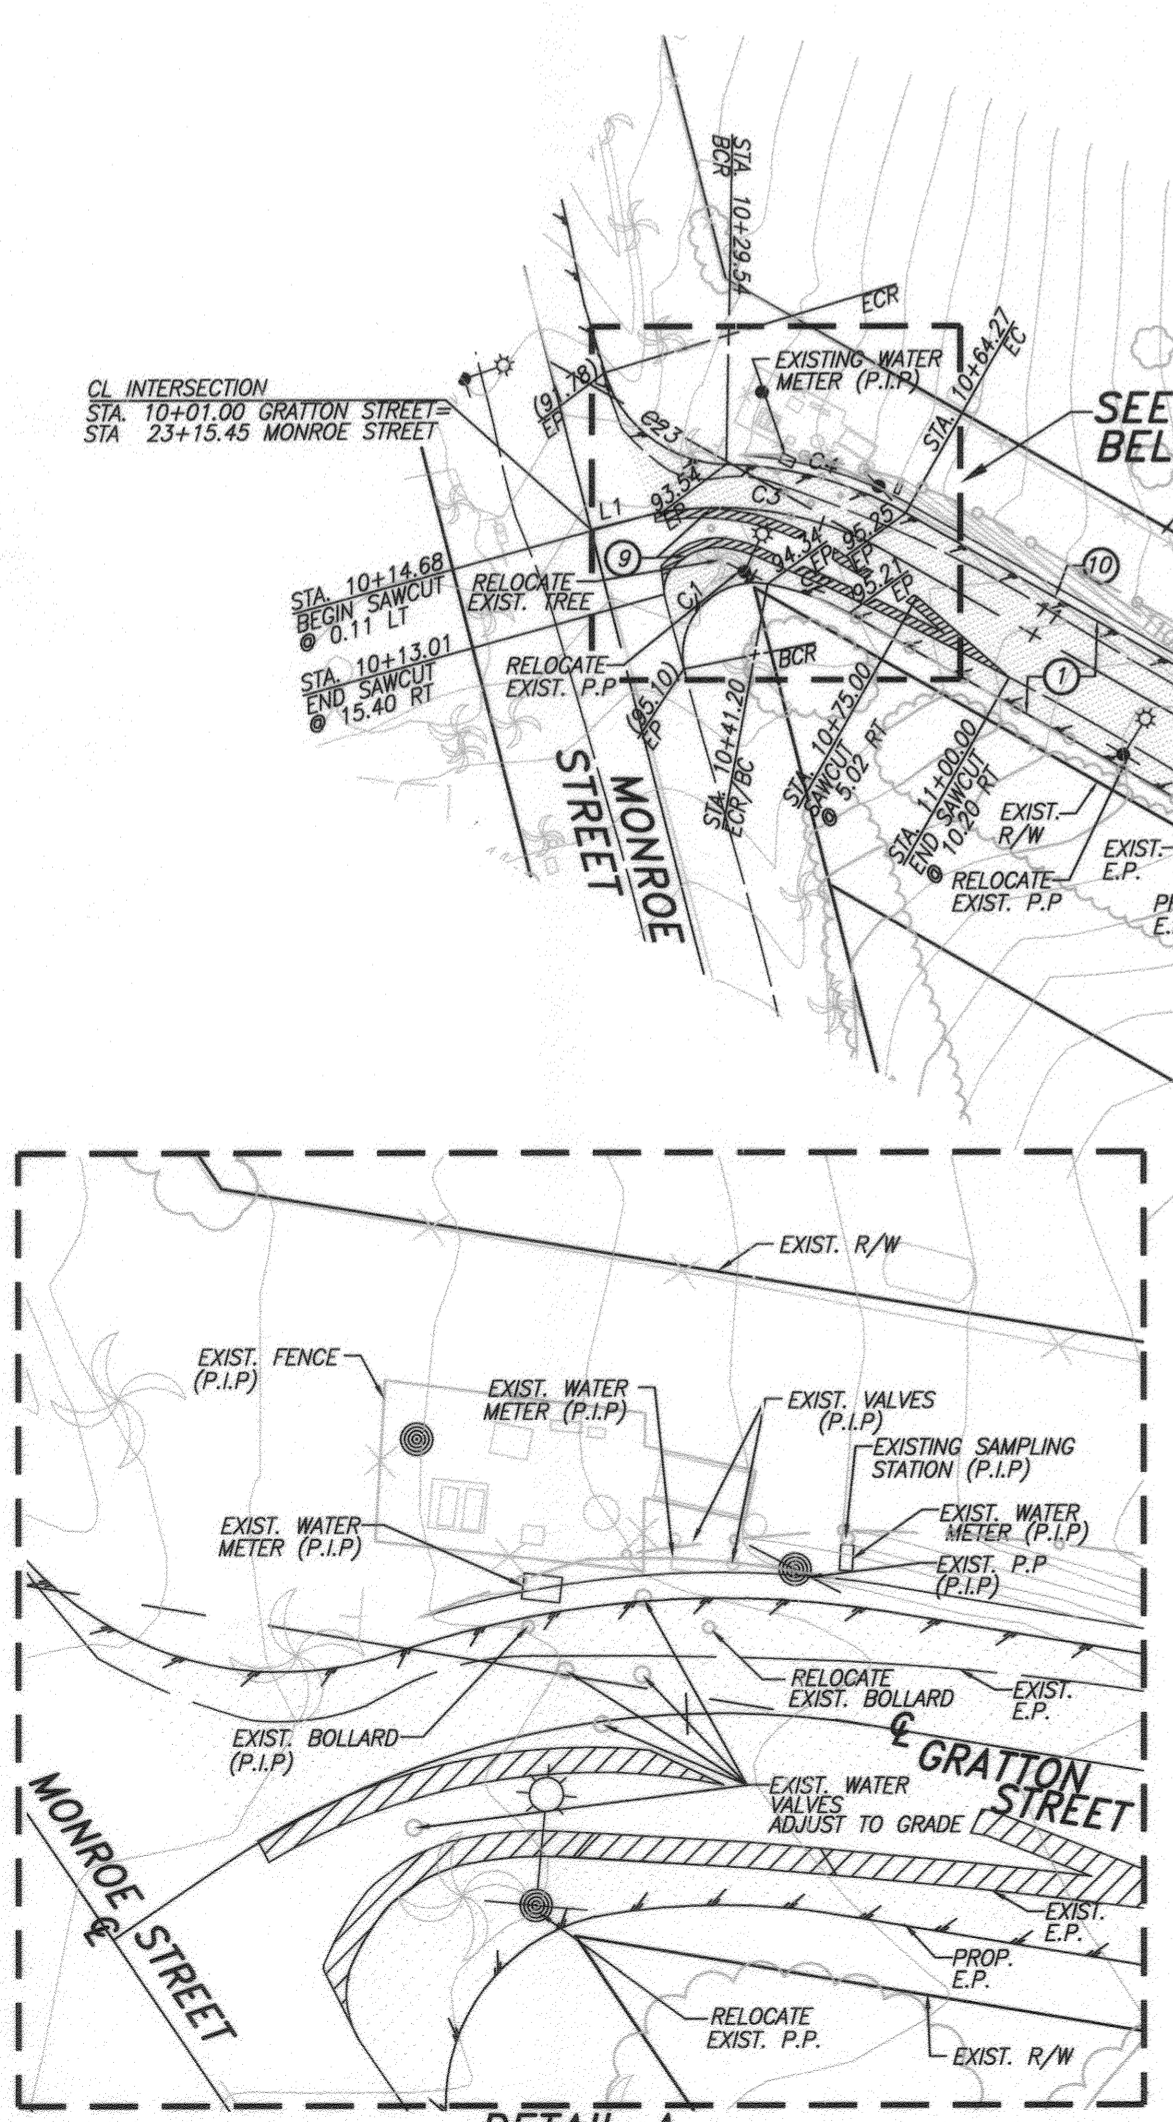 STA. 10+29.54
BCR
ECR
EXISTING WATER
METER (P.I.P)
STA. 10+64.27
EC
CL INTERSECTION
STA. 10+01.00 GRATTON STREET=
STA 23+15.45 MONROE STREET
(91.78)
EP
C23
SEE
BEL
93.54
EP
C3
C4
L1
95.25
EP
94.34
EP
95.21
EP
9
10
STA. 10+14.68
BEGIN SAWCUT
@ 0.11 LT
RELOCATE
EXIST. TREE
C1
STA. 10+13.01
END SAWCUT
@ 15.40 RT
RELOCATE
EXIST. P.P
BCR
1
(95.10)
EP
STA. 10+41.20
ECR/BC
STA. 10+75.00
SAWCUT
@ 5.02 RT
STA. 11+00.00
END SAWCUT
@ 10.20 RT
MONROE
STREET
EXIST.
R/W
EXIST.
E.P.
RELOCATE
EXIST. P.P
EXIST. R/W
EXIST. FENCE
(P.I.P)
EXIST. WATER
METER (P.I.P)
EXIST. VALVES
(P.I.P)
EXISTING SAMPLING
STATION (P.I.P)
EXIST. WATER
METER (P.I.P)
EXIST. WATER
METER (P.I.P)
EXIST. P.P
(P.I.P)
RELOCATE
EXIST. BOLLARD
EXIST.
E.P.
EXIST. BOLLARD
(P.I.P)
℄ GRATTON
STREET
EXIST. WATER
VALVES
ADJUST TO GRADE
MONROE STREET
℄
EXIST.
E.P.
PROP.
E.P.
RELOCATE
EXIST. P.P.
EXIST. R/W
DETAIL A